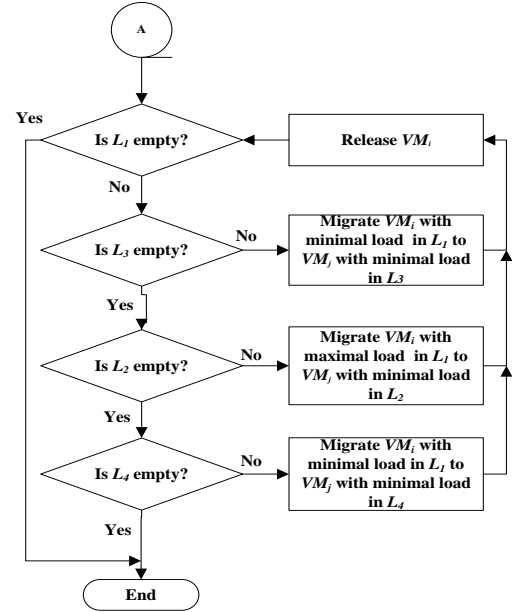 A
Yes
Is L1 empty?
Release VMi
No
Is L3 empty?
No
Migrate VMi with
minimal load in L1 to
VMj with minimal load
in L3
Yes
Is L2 empty?
No
Migrate VMi with
maximal load in L1 to
VMj with minimal load
in L2
Yes
Is L4 empty?
No
Migrate VMi with
minimal load in L1 to
VMj with minimal load
in L4
Yes
End